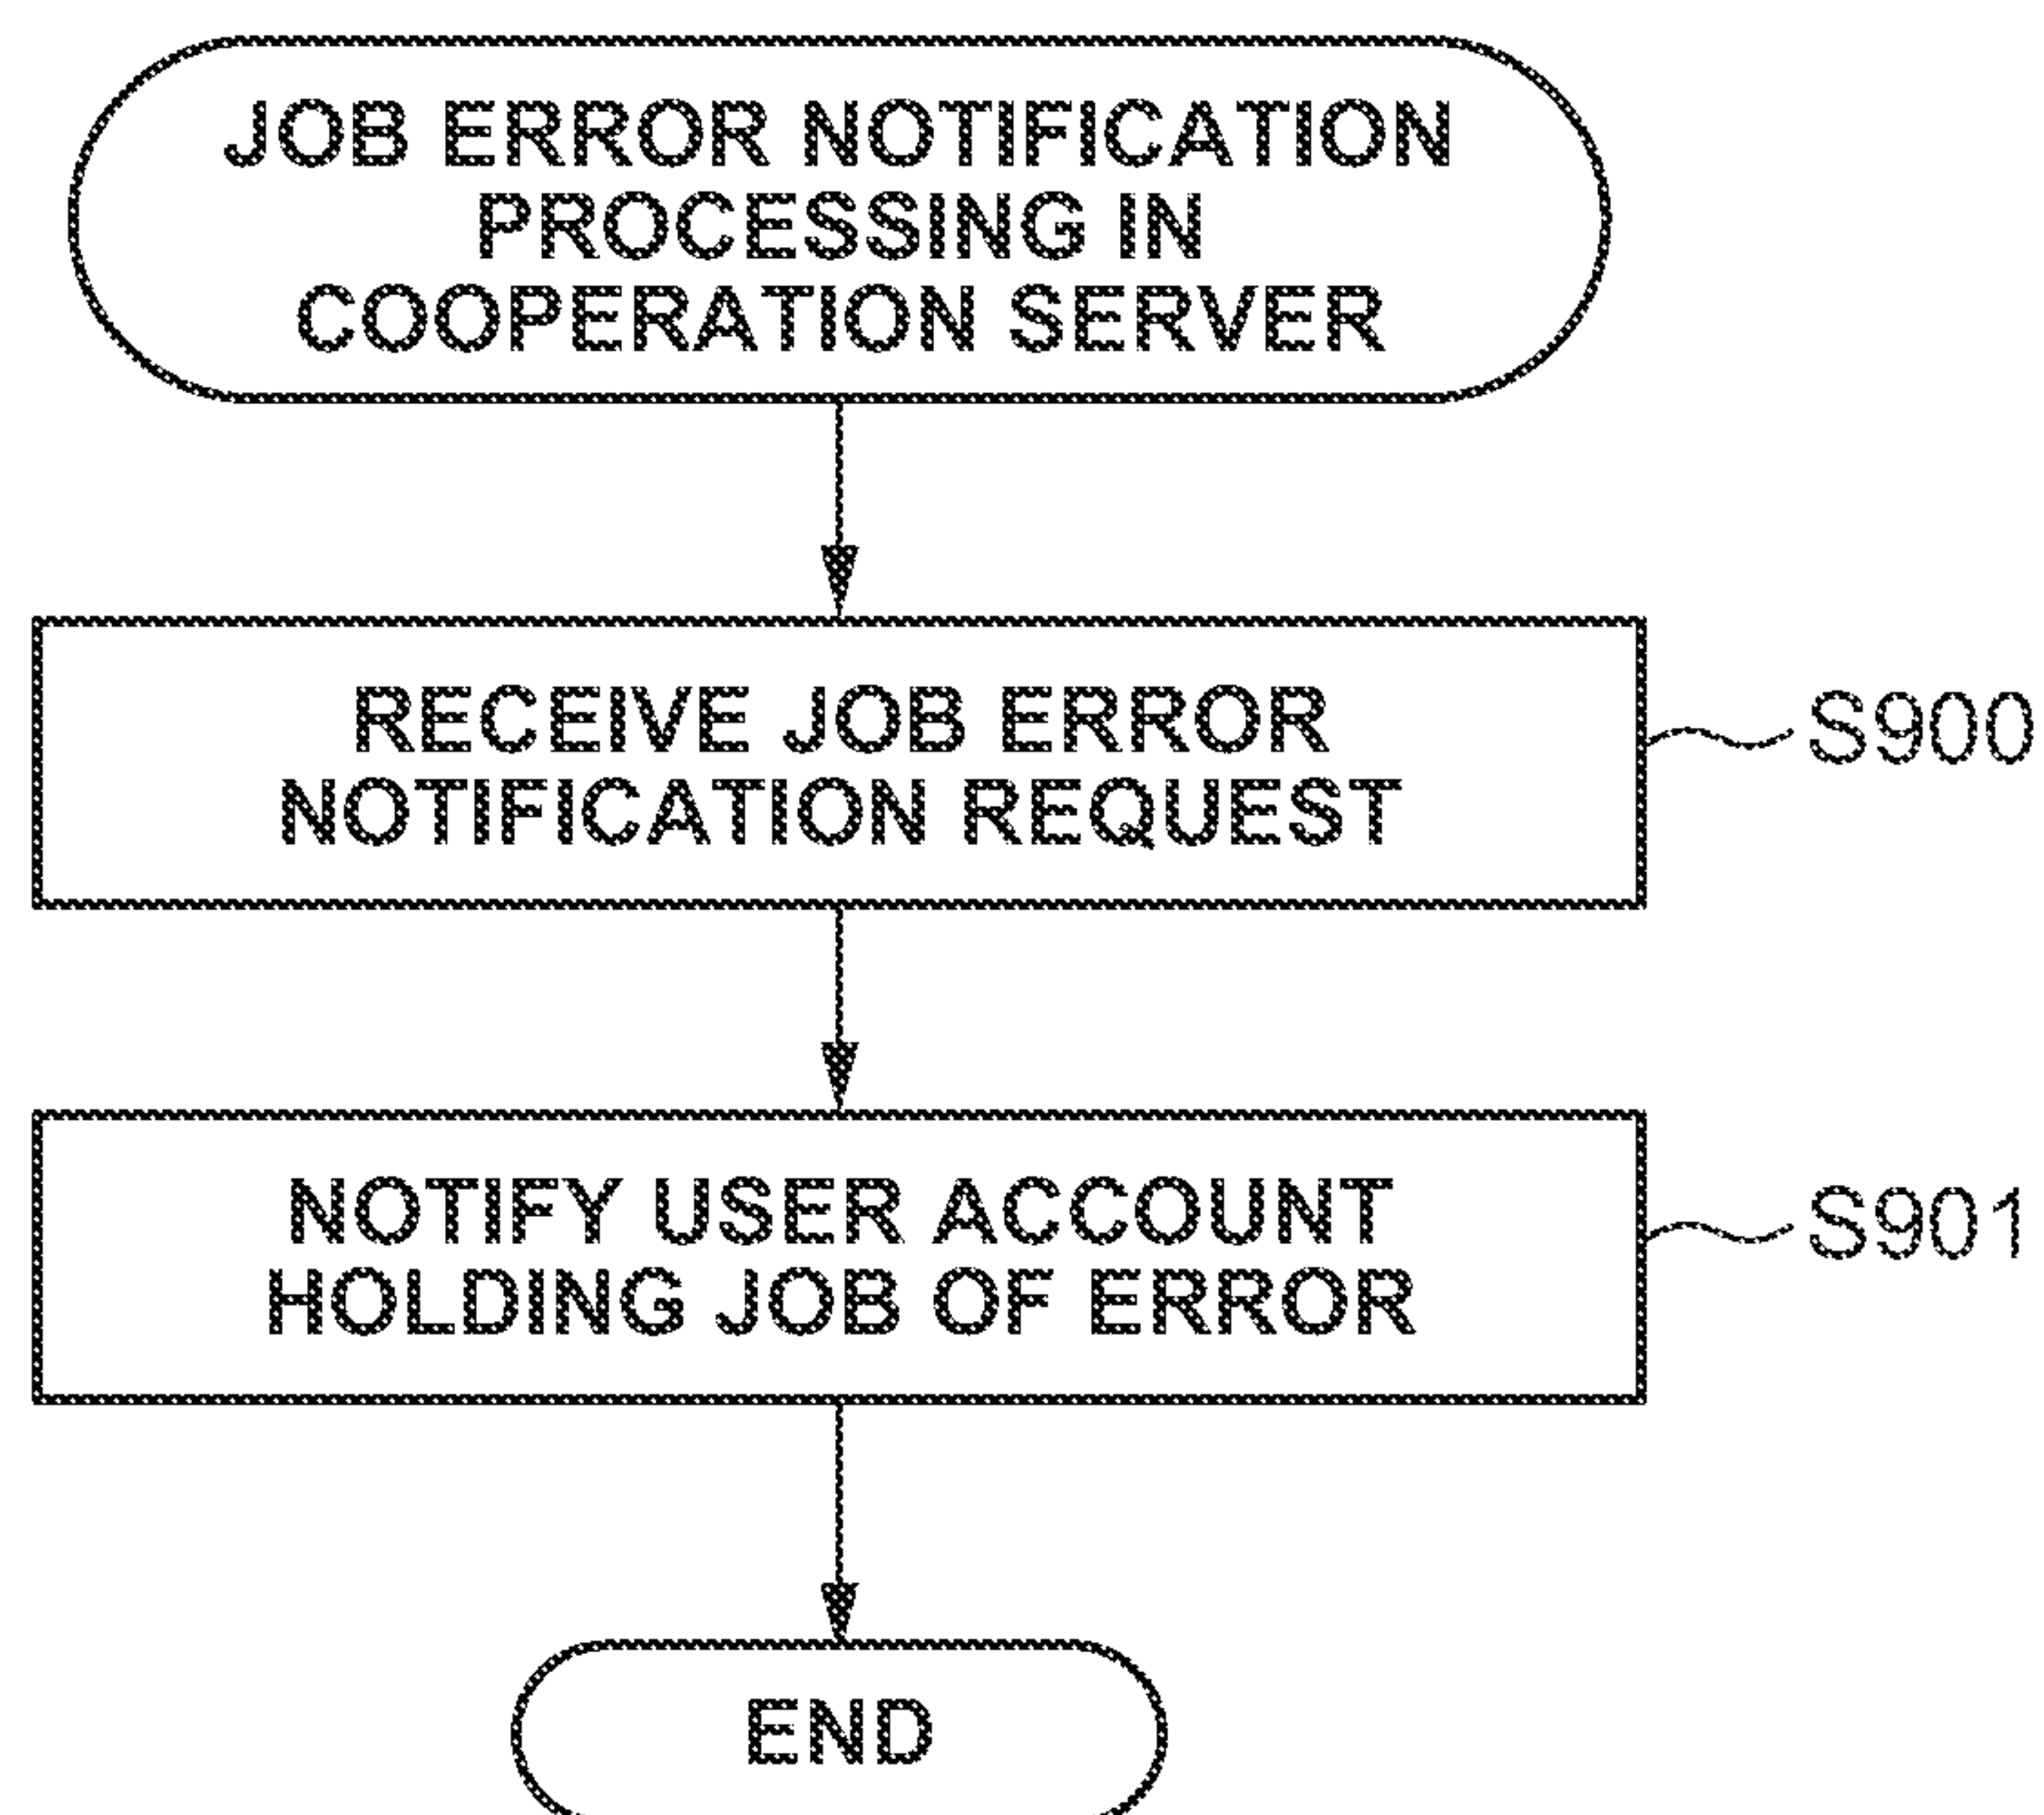 JOB ERROR NOTIFICATION
PROCESSING IN
COOPERATION SERVER
RECEIVE JOB ERROR
NOTIFICATION REQUEST
S900
NOTIFY USER ACCOUNT
HOLDING JOB OF ERROR
S901
END